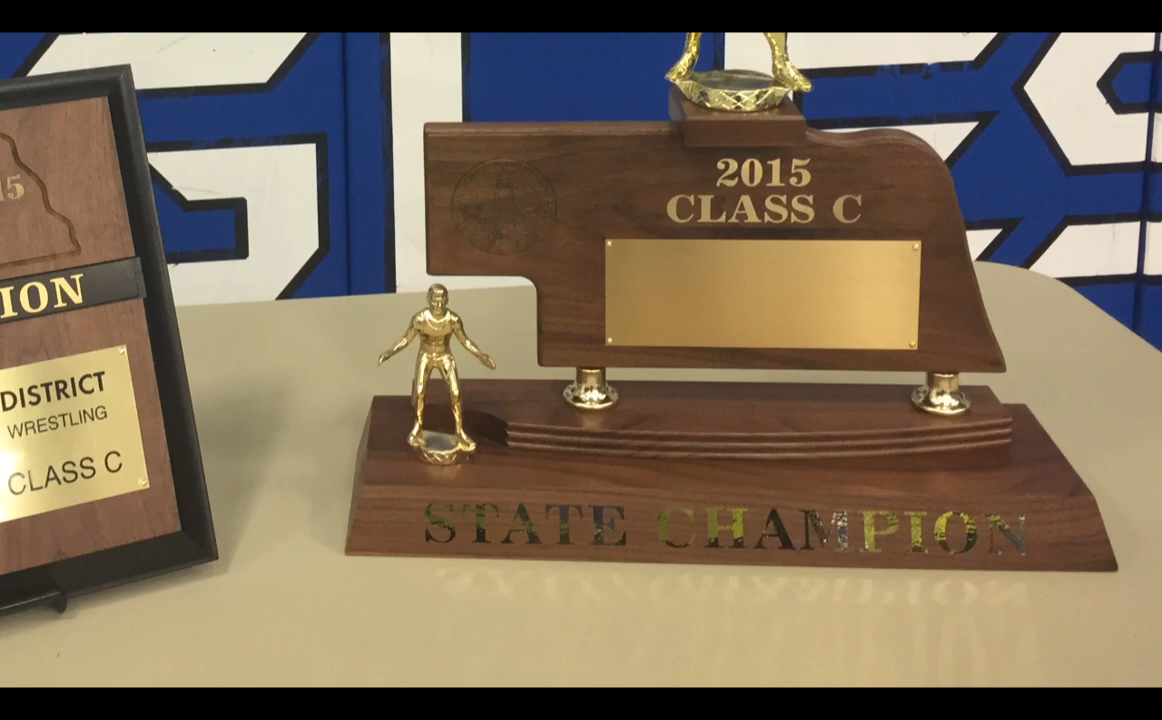 15
ION
DISTRICT
WRESTLING
CLASS C
2015
CLASS C
STATE CHAMPION